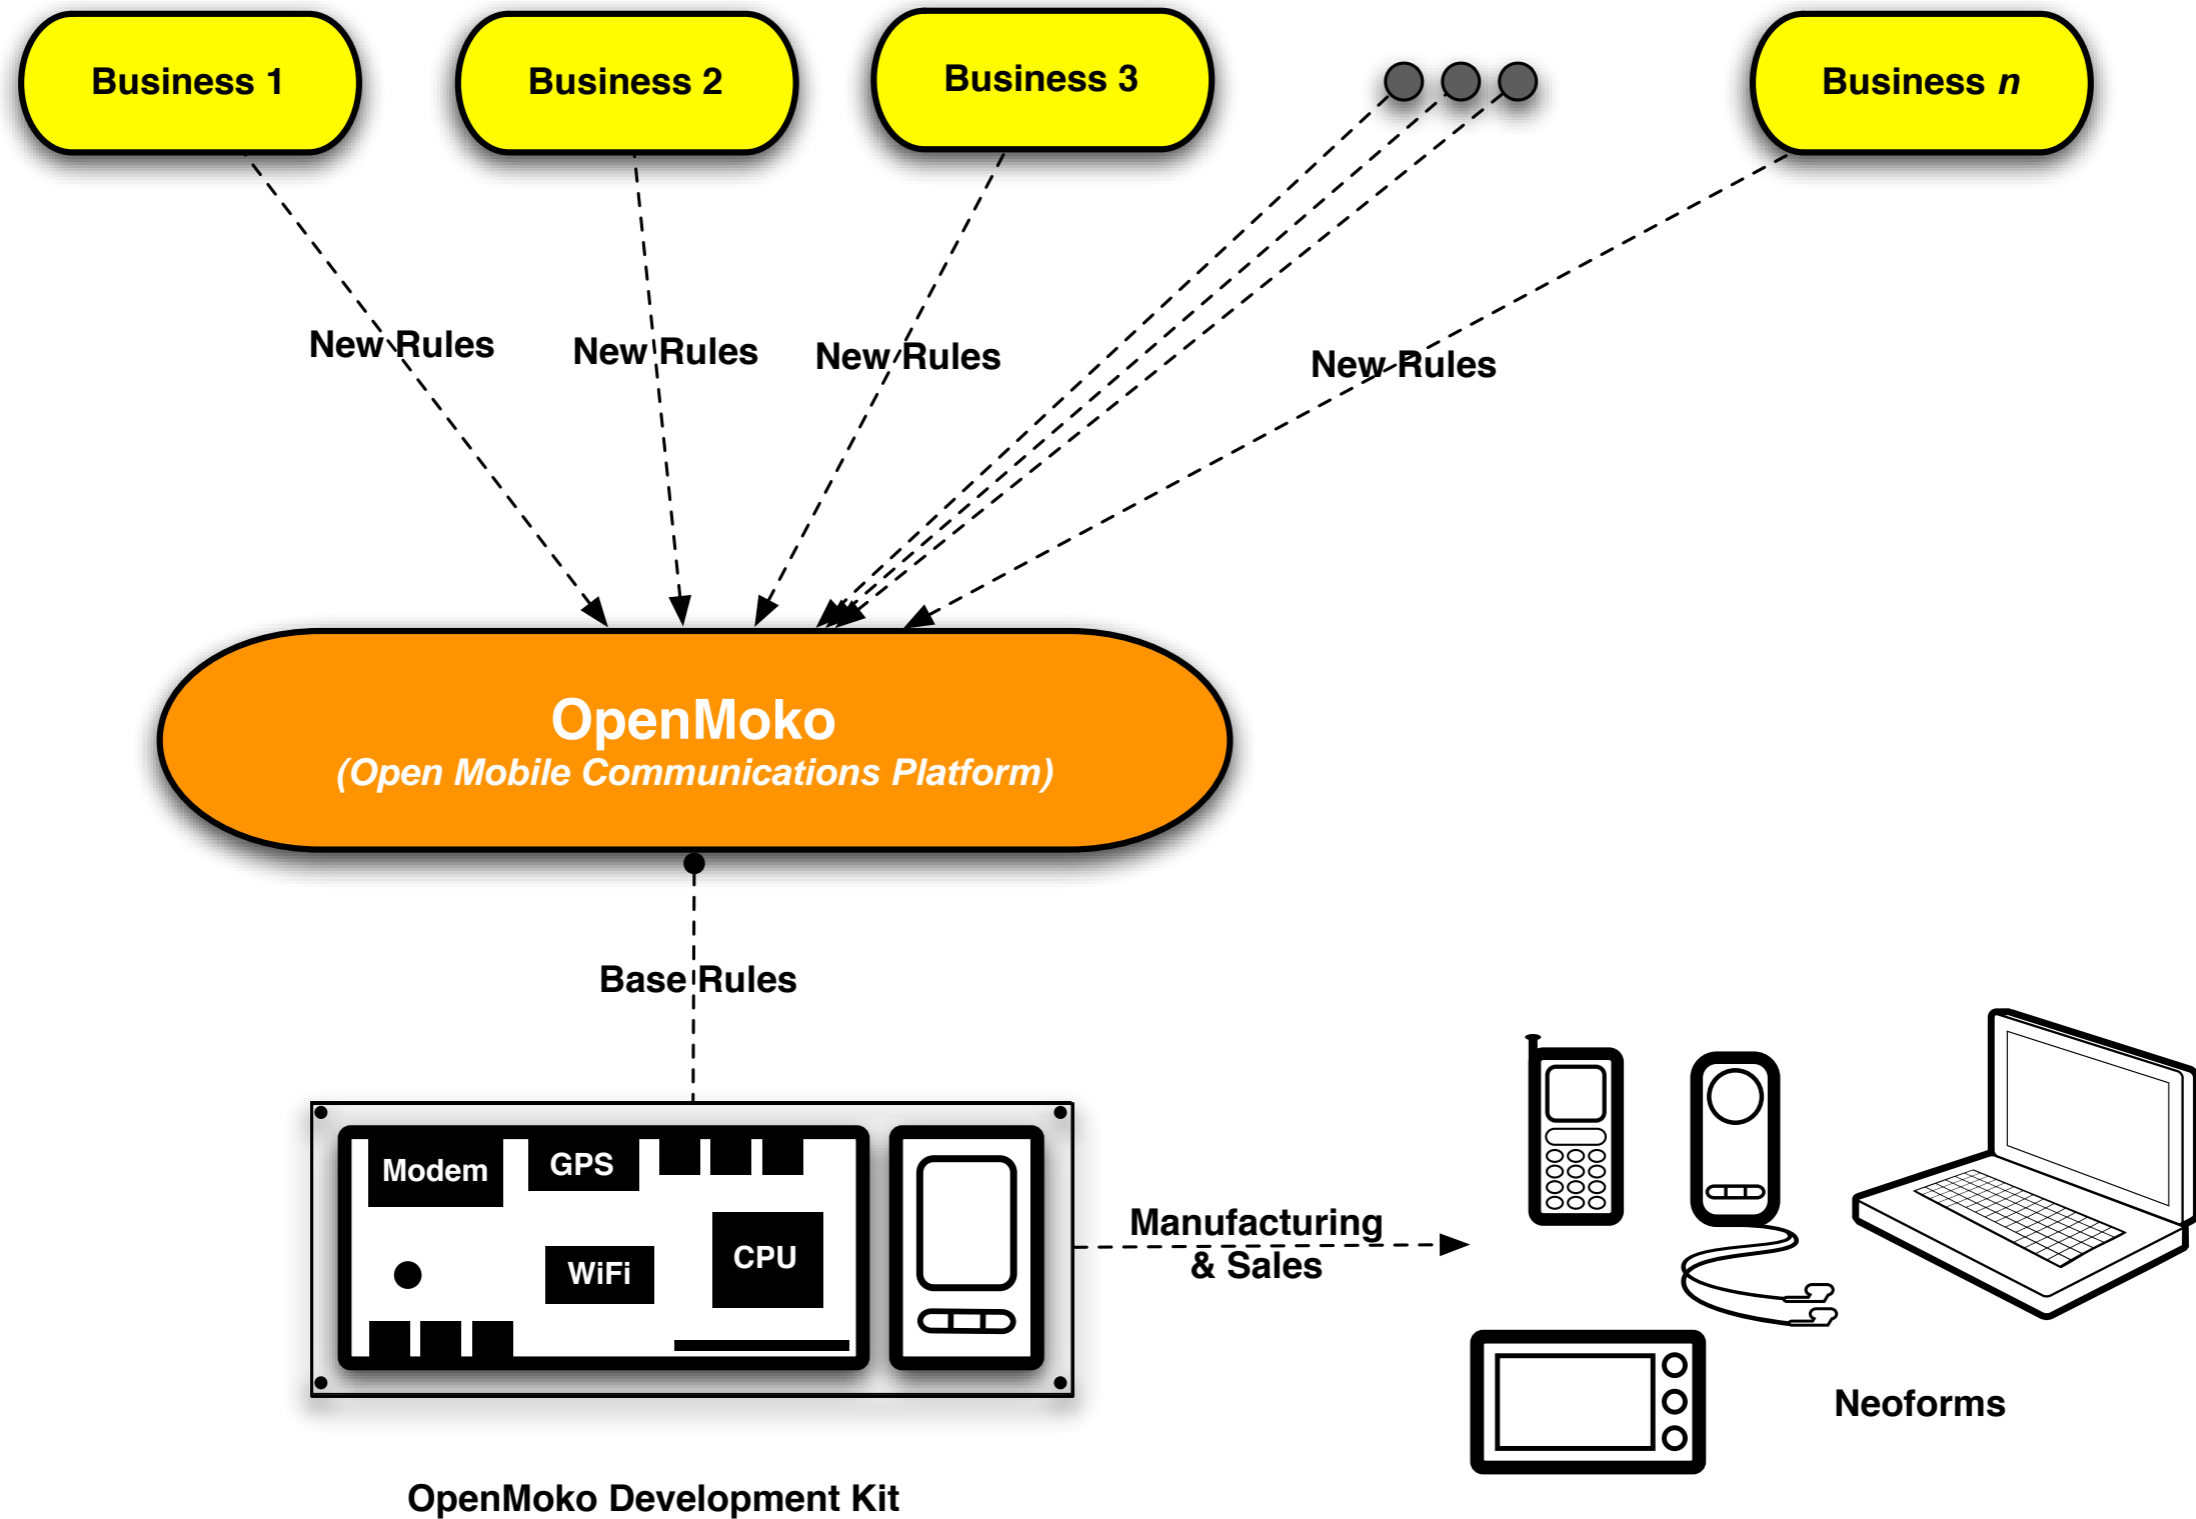 Business 1
Business 2
Business 3
Business n
New Rules
New Rules
New Rules
New Rules
OpenMoko
(Open Mobile Communications Platform)
Base Rules
Modem
GPS
WiFi
CPU
Manufacturing
& Sales
Neoforms
OpenMoko Development Kit